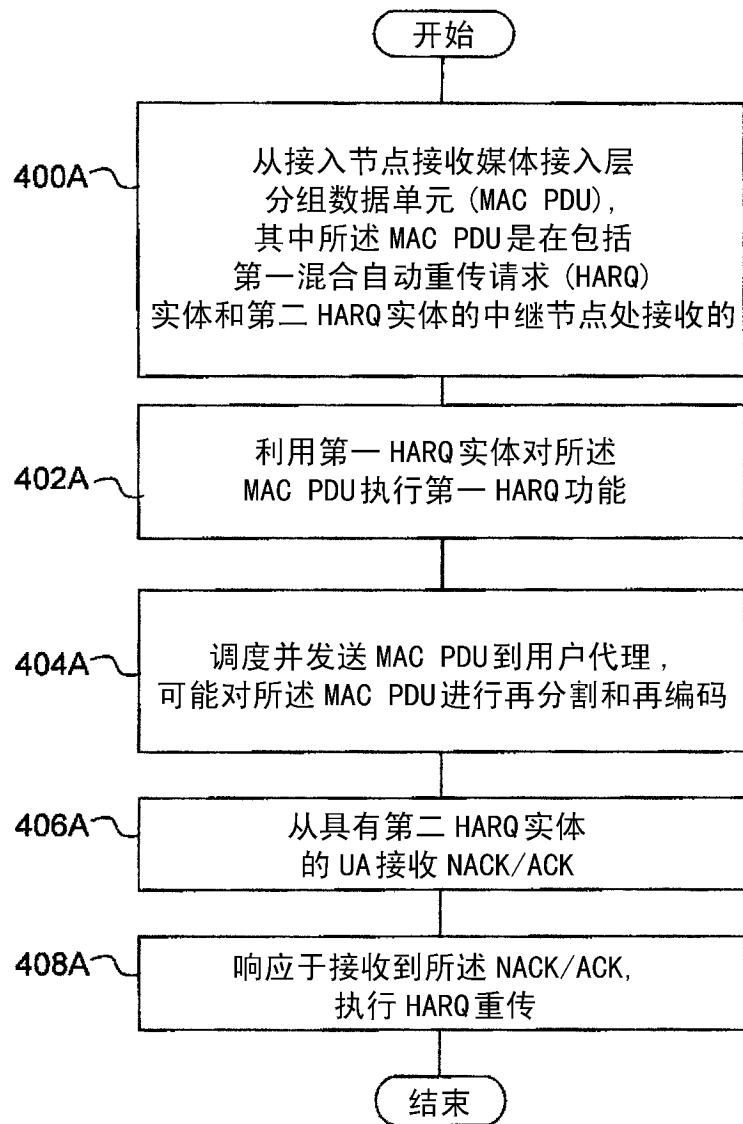 开始
400A
从接入节点接收媒体接入层
分组数据单元 (MAC PDU),
其中所述 MAC PDU 是在包括
第一混合自动重传请求 (HARQ)
实体和第二 HARQ 实体的中继节点处接收的
402A
利用第一 HARQ 实体对所述
MAC PDU 执行第一 HARQ 功能
404A
调度并发送 MAC PDU 到用户代理，
可能对所述 MAC PDU 进行再分割和再编码
406A
从具有第二 HARQ 实体
的 UA 接收 NACK/ACK
408A
响应于接收到所述 NACK/ACK,
执行 HARQ 重传
结束